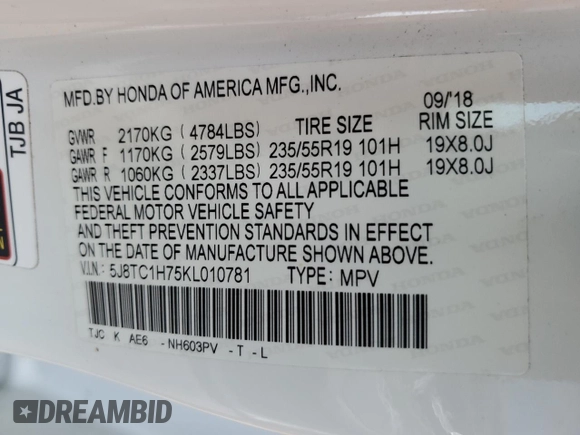 MFD.BY HONDA OF AMERICA MFG.,INC.
09/'18
GVWR 2170KG (4784LBS) TIRE SIZE RIM SIZE
GAWR F 1170KG (2579LBS) 235/55R19 101H 19X8.0J
GAWR R 1060KG (2337LBS) 235/55R19 101H 19X8.0J
THIS VEHICLE CONFORMS TO ALL APPLICABLE
FEDERAL MOTOR VEHICLE SAFETY
AND THEFT PREVENTION STANDARDS IN EFFECT
ON THE DATE OF MANUFACTURE SHOWN ABOVE.
V.I.N.: 5J8TC1H75KL010781 TYPE: MPV
TJC K AE6 -NH603PV -T -L
TJB JA
HONDA
DREAMBID